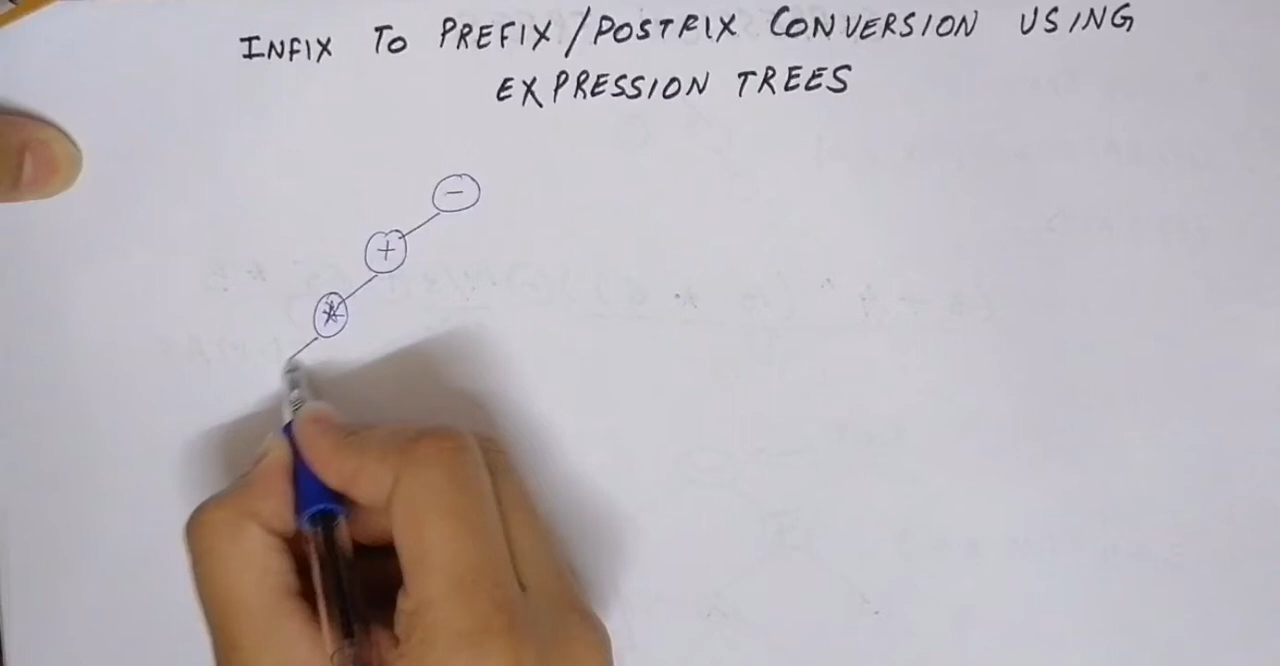 INFIX TO PREFIX/POSTFIX CONVERSION USING
EXPRESSION TREES
-
+
*